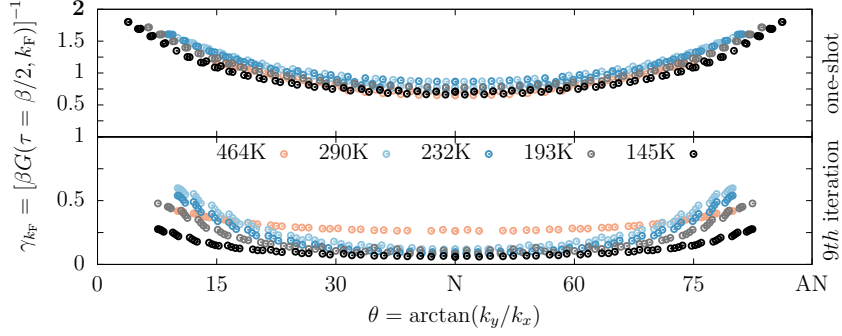 γ_{k_F} = [βG(τ = β/2, k_F)]^{-1}
2
1.5
1
0.5
one-shot
1
0.5
0
464K 290K 232K 193K 145K
9th iteration
0 15 30 N 60 75 AN
θ = arctan(k_y/k_x)